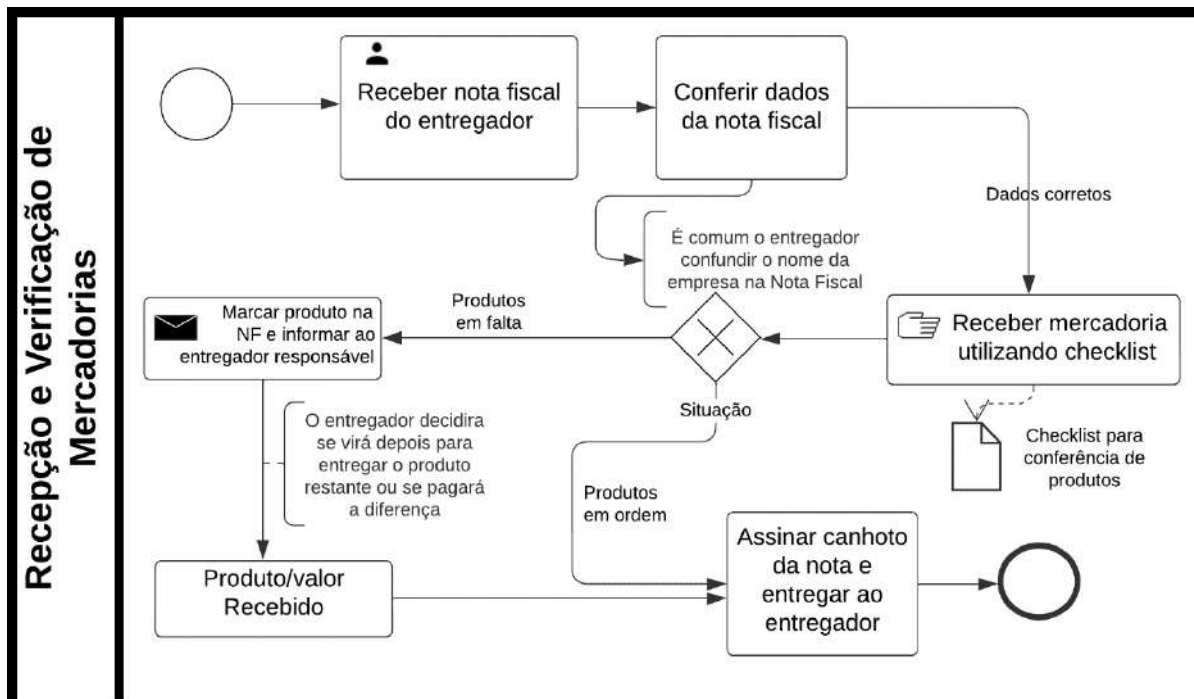 Recepção e Verificação de
Mercadorias
Receber nota fiscal
do entregador
Conferir dados
da nota fiscal
Dados corretos
É comum o entregador
confundir o nome da
empresa na Nota Fiscal
Receber mercadoria
utilizando checklist
Checklist para
conferência de
produtos
Produtos
em falta
Marcar produto na
NF e informar ao
entregador responsável
Situação
O entregador decidira
se virá depois para
entregar o produto
restante ou se pagará
a diferença
Produtos
em ordem
Produto/valor
Recebido
Assinar canhoto
da nota e
entregar ao
entregador